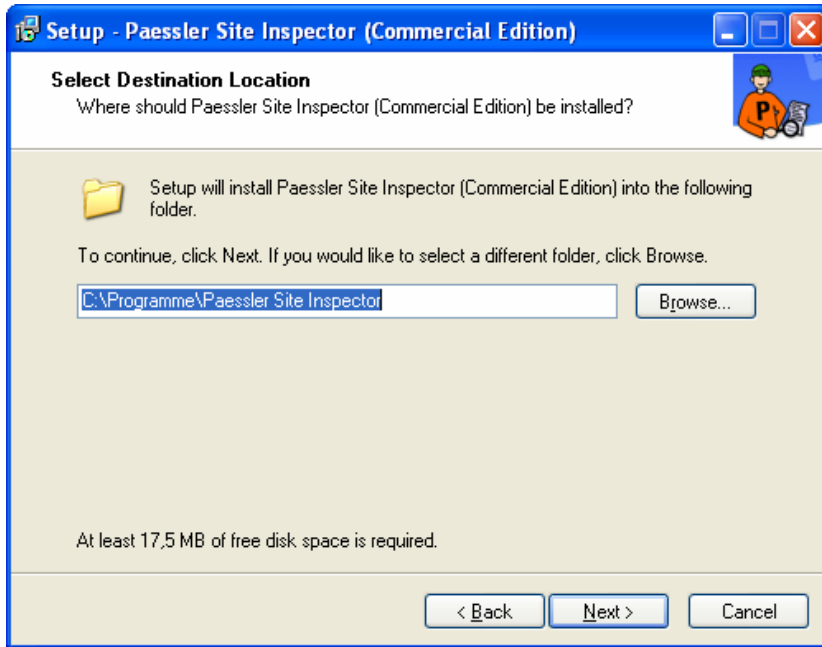 Setup - Paessler Site Inspector (Commercial Edition)
Select Destination Location
Where should Paessler Site Inspector (Commercial Edition) be installed?
P
Setup will install Paessler Site Inspector (Commercial Edition) into the following
folder.
To continue, click Next. If you would like to select a different folder, click Browse.
C:\Programme\Paessler Site Inspector
Browse...
At least 17,5 MB of free disk space is required.
< Back
Next >
Cancel